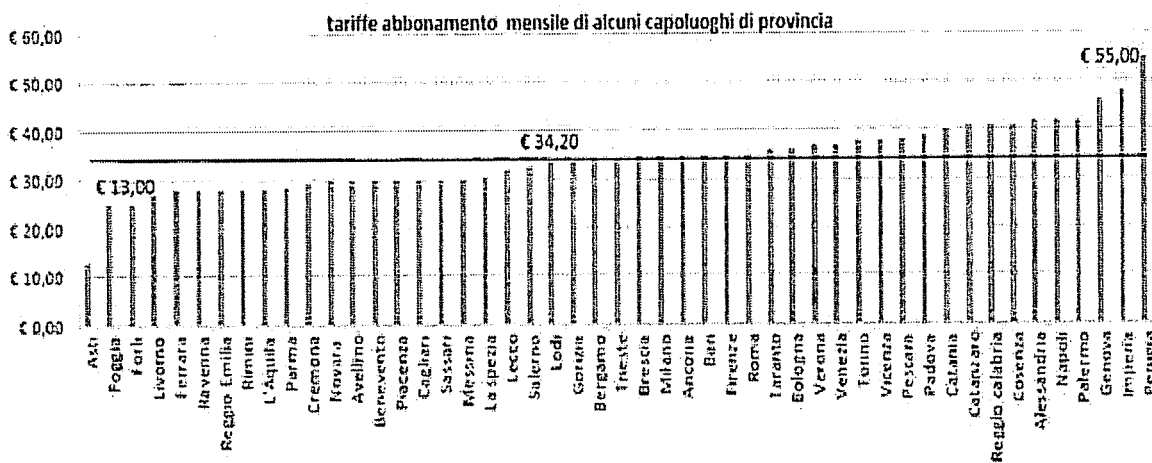 tariffe abbonamento mensile di alcuni capoluoghi di provincia
€ 60,00
€ 50,00
€ 40,00
€ 30,00
€ 20,00
€ 10,00
€ 0,00
€ 13,00
€ 34,20
€ 55,00
Asti
Foggia
Forlì
Livorno
Ferrara
Ravenna
Reggio Emilia
Rimini
L'Aquila
Parma
Cremona
Novara
Avellino
Benevento
Piacenza
Cagliari
Sassari
Messina
La Spezia
Lecco
Salerno
Lodi
Gorizia
Bergamo
Trieste
Brescia
Milano
Ancona
Bari
Firenze
Roma
Taranto
Bologna
Verona
Venezia
Torino
Vicenza
Pescara
Padova
Catania
Catanzaro
Reggio calabria
Cosenza
Alessandria
Napoli
Palermo
Genova
Imperia
Perugia